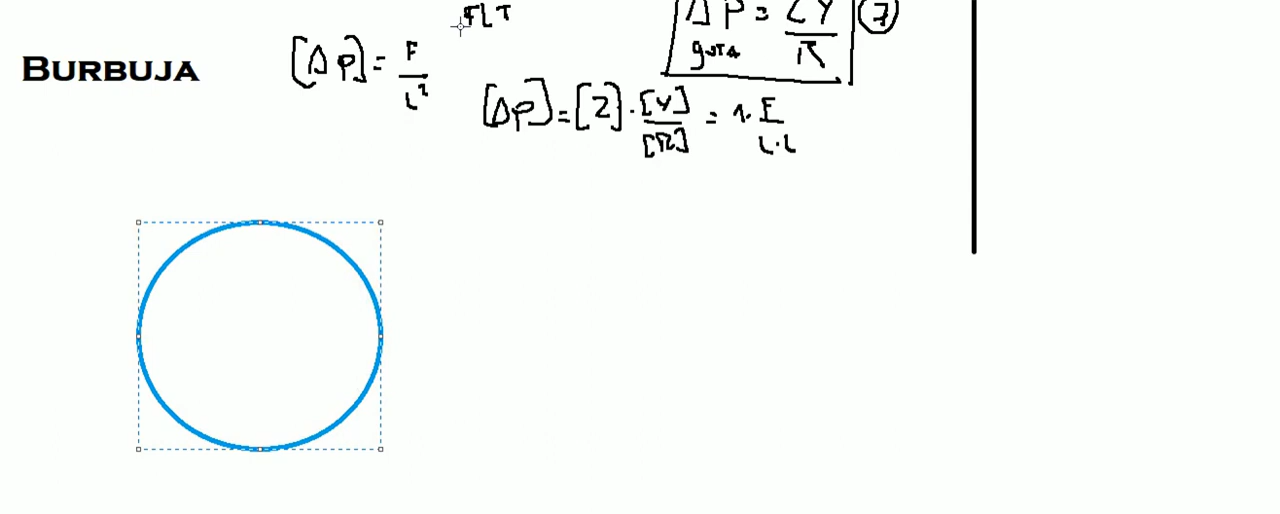 FLT
ΔP = 2γ/R (7)
gota
BURBUJA
[ΔP] = F/L²
[ΔP] = [2]·[γ]/[R] = 1·F/L·L